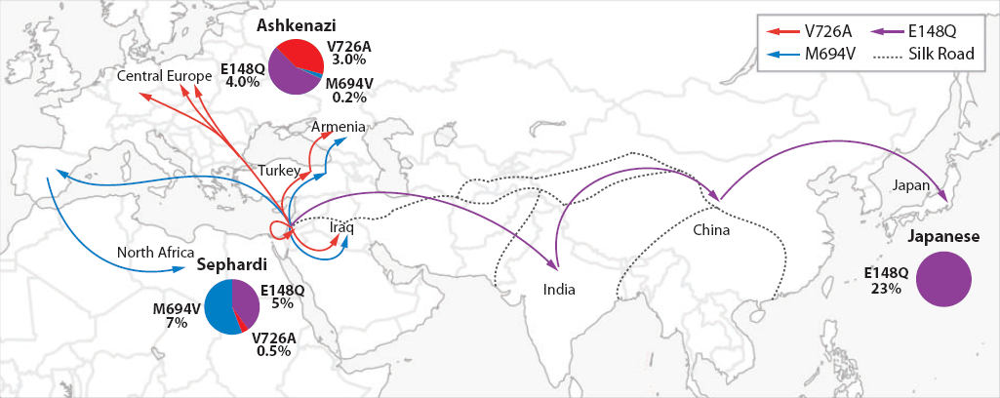 Ashkenazi
V726A
3.0%
E148Q
4.0%
M694V
0.2%
V726A
E148Q
M694V
Silk Road
Central Europe
Armenia
Turkey
Japan
Iraq
China
North Africa
Sephardi
Japanese
E148Q
23%
India
E148Q
5%
M694V
7%
V726A
0.5%